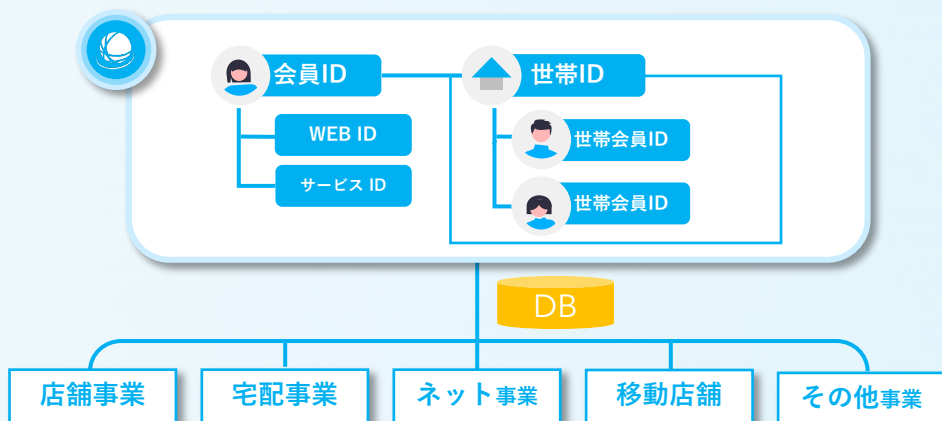 会員ID
世帯ID
WEB ID
世帯会員ID
サービス ID
世帯会員ID
DB
店舗事業
宅配事業
ネット事業
移動店舗
その他事業